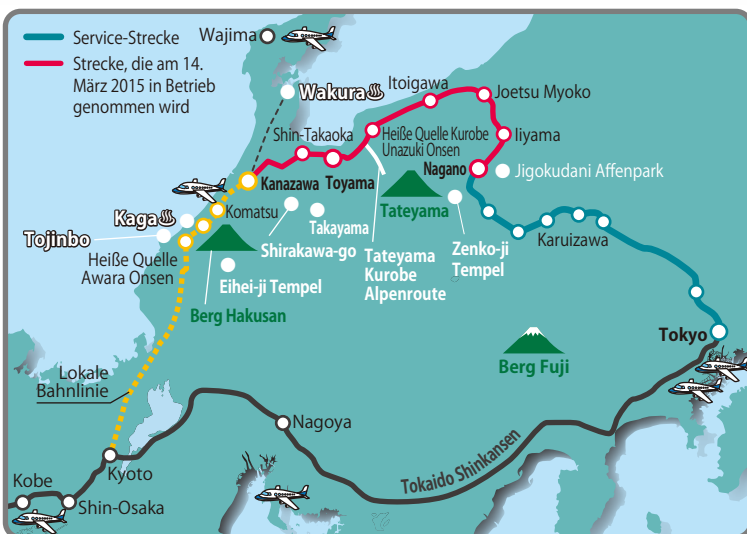 Service-Strecke
Strecke, die am 14.
März 2015 in Betrieb
genommen wird
Wajima
Wakura
Itoigawa
Joetsu Myoko
Shin-Takaoka
Heiße Quelle Kurobe
Unazuki Onsen
Iiyama
Nagano
Jigokudani Affenpark
Kanazawa
Toyama
Komatsu
Kaga
Tojinbo
Heiße Quelle
Awara Onsen
Shirakawa-go
Takayama
Tateyama
Tateyama
Kurobe
Alpenroute
Zenko-ji
Tempel
Karuizawa
Eihei-ji Tempel
Berg Hakusan
Tokyo
Berg Fuji
Lokale
Bahnlinie
Nagoya
Kyoto
Tokaido Shinkansen
Kobe
Shin-Osaka